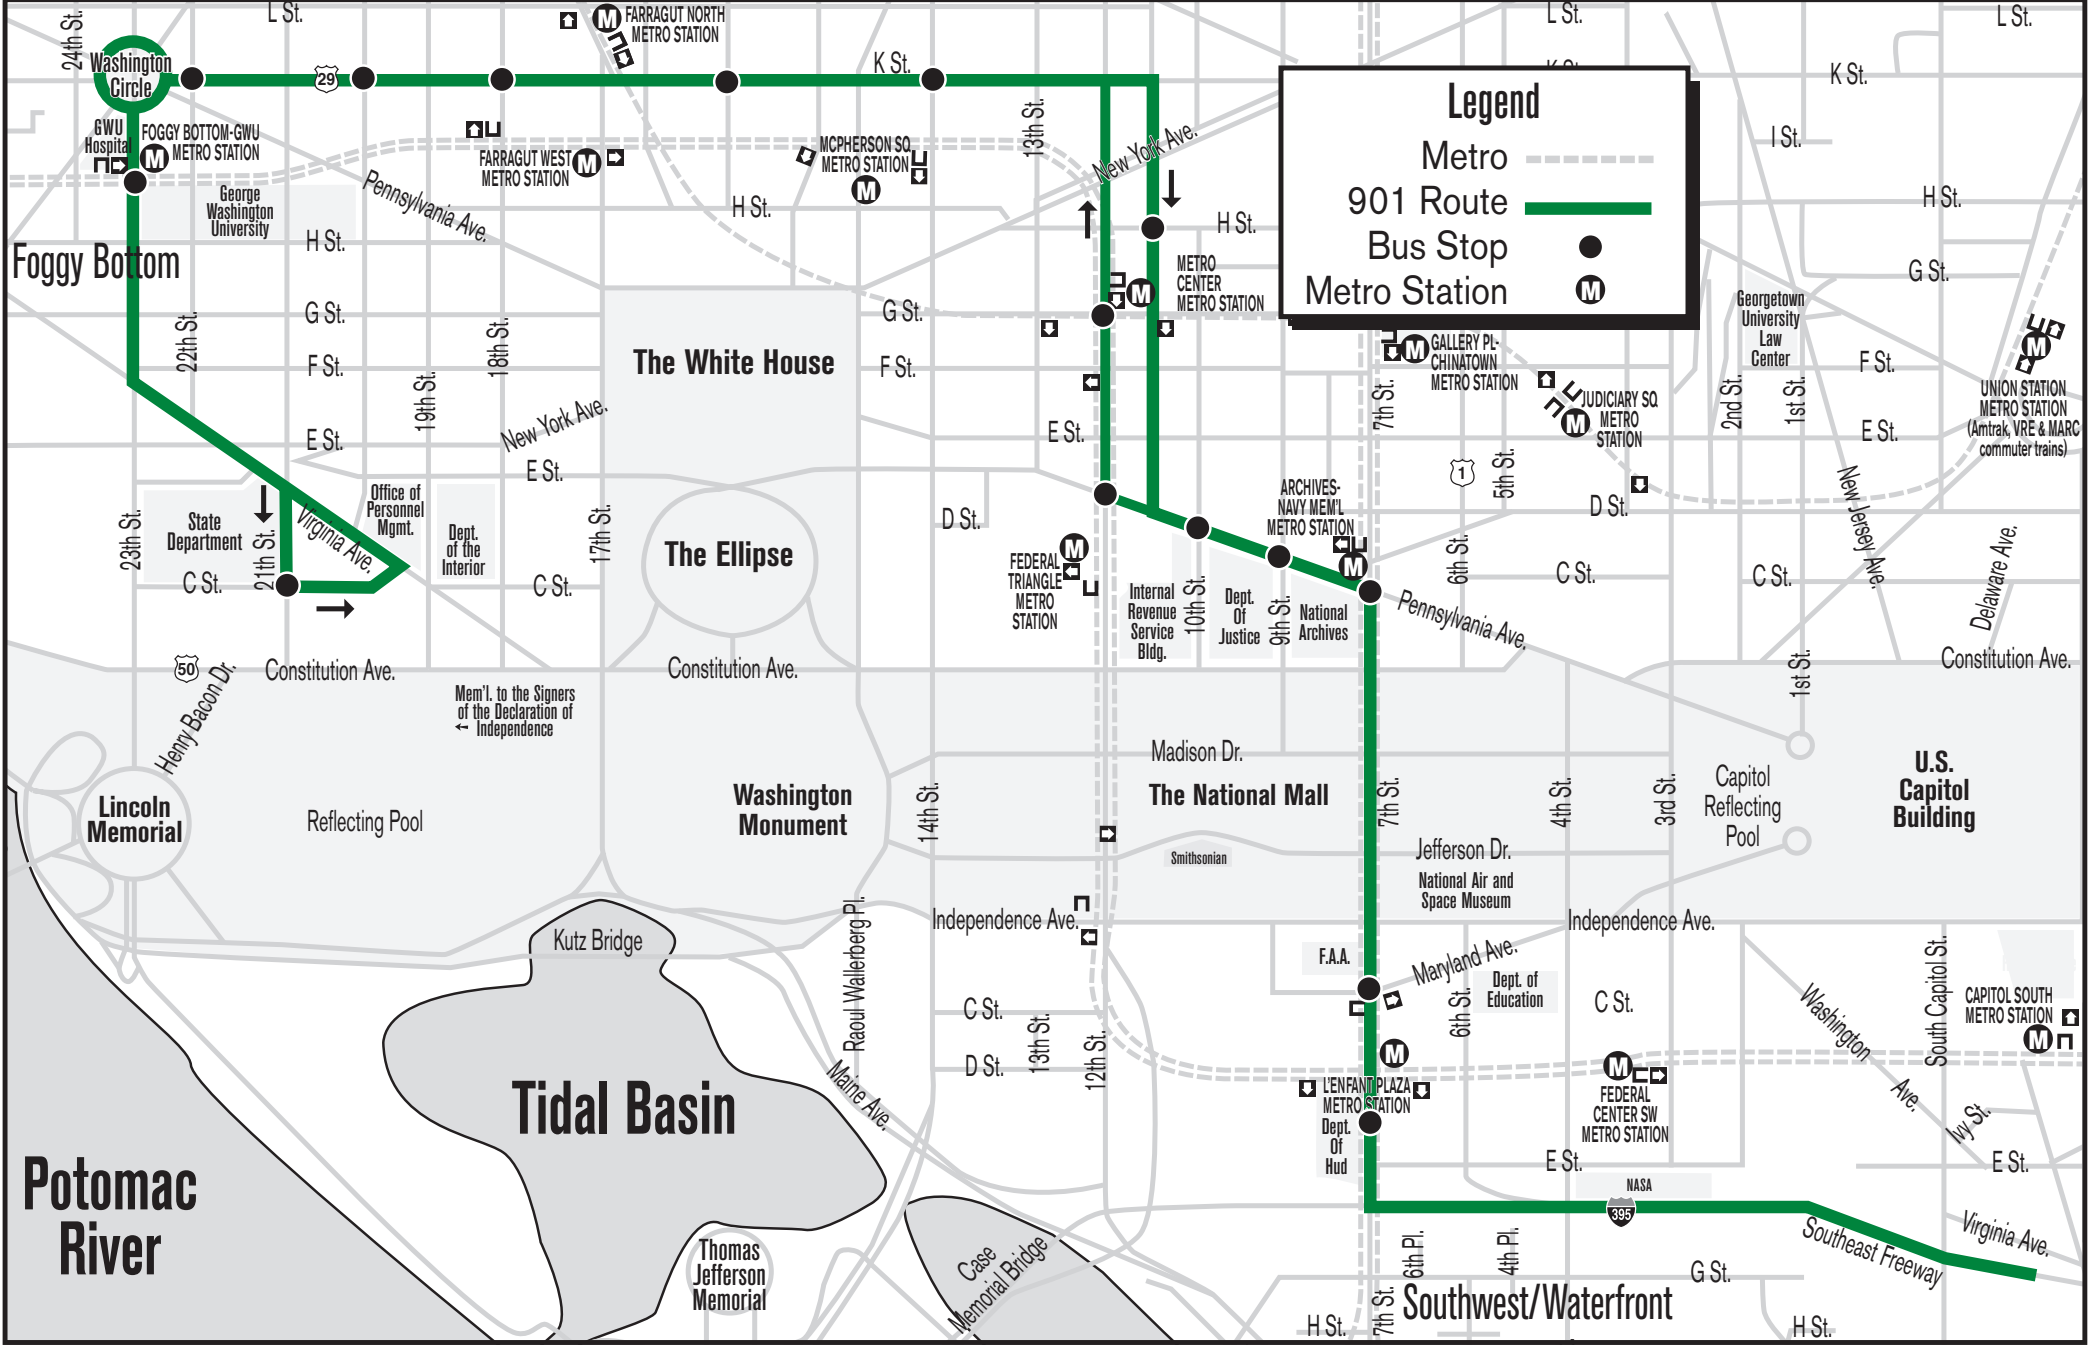 24th St.
L St.
FARRAGUT NORTH
METRO STATION
L St.
L St.
Washington
Circle
29
K St.
K St.
GWU
Hospital
FOGGY BOTTOM-GWU
METRO STATION
FARRAGUT WEST
METRO STATION
MCPHERSON SQ
METRO STATION
13th St.
New York Ave.
Legend
Metro
901 Route
Bus Stop
Metro Station
I St.
George
Washington
University
Pennsylvania Ave.
H St.
H St.
H St.
H St.
Foggy Bottom
METRO
CENTER
METRO STATION
G St.
G St.
G St.
22th St.
18th St.
Georgetown
University
Law
Center
The White House
F St.
F St.
F St.
GALLERY PL-
CHINATOWN
METRO STATION
JUDICIARY SQ
METRO
STATION
UNION STATION
METRO STATION
(Amtrak, VRE & MARC
commuter trains)
19th St.
7th St.
2nd St.
1st St.
New York Ave.
E St.
E St.
E St.
E St.
1
5th St.
New Jersey Ave.
ARCHIVES-
NAVY MEM'L
METRO STATION
D St.
D St.
23th St.
State
Department
21th St.
Virginia Ave.
Office of
Personnel
Mgmt.
Dept.
of the
Interior
17th St.
The Ellipse
FEDERAL
TRIANGLE
METRO
STATION
6th St.
Delaware Ave.
C St.
C St.
C St.
C St.
Internal
Revenue
Service
Bldg.
10th St.
Dept.
Of
Justice
9th St.
National
Archives
Pennsylvania Ave.
50
Henry Bacon Dr.
Constitution Ave.
Constitution Ave.
Constitution Ave.
1st St.
Mem'l. to the Signers
of the Declaration of
Independence
Madison Dr.
Lincoln
Memorial
Reflecting Pool
Washington
Monument
14th St.
The National Mall
7th St.
4th St.
3rd St.
Capitol
Reflecting
Pool
U.S.
Capitol
Building
Smithsonian
Jefferson Dr.
National Air and
Space Museum
Independence Ave.
Independence Ave.
Kutz Bridge
Raoul Wallerberg Pl.
F.A.A.
Maryland Ave.
Dept. of
Education
6th St.
C St.
C St.
Washington
Ave.
South Capitol St.
CAPITOL SOUTH
METRO STATION
D St.
13th St.
12th St.
Maine Ave.
L'ENFANT PLAZA
METRO STATION
Dept.
Of
Hud
FEDERAL
CENTER SW
METRO STATION
Ivy St.
Tidal Basin
E St.
E St.
NASA
395
Potomac
River
Thomas
Jefferson
Memorial
Case
Memorial Bridge
6th Pl.
4th Pl.
Southeast Freeway
Virginia Ave.
G St.
7th St.
Southwest/Waterfront
H St.
H St.